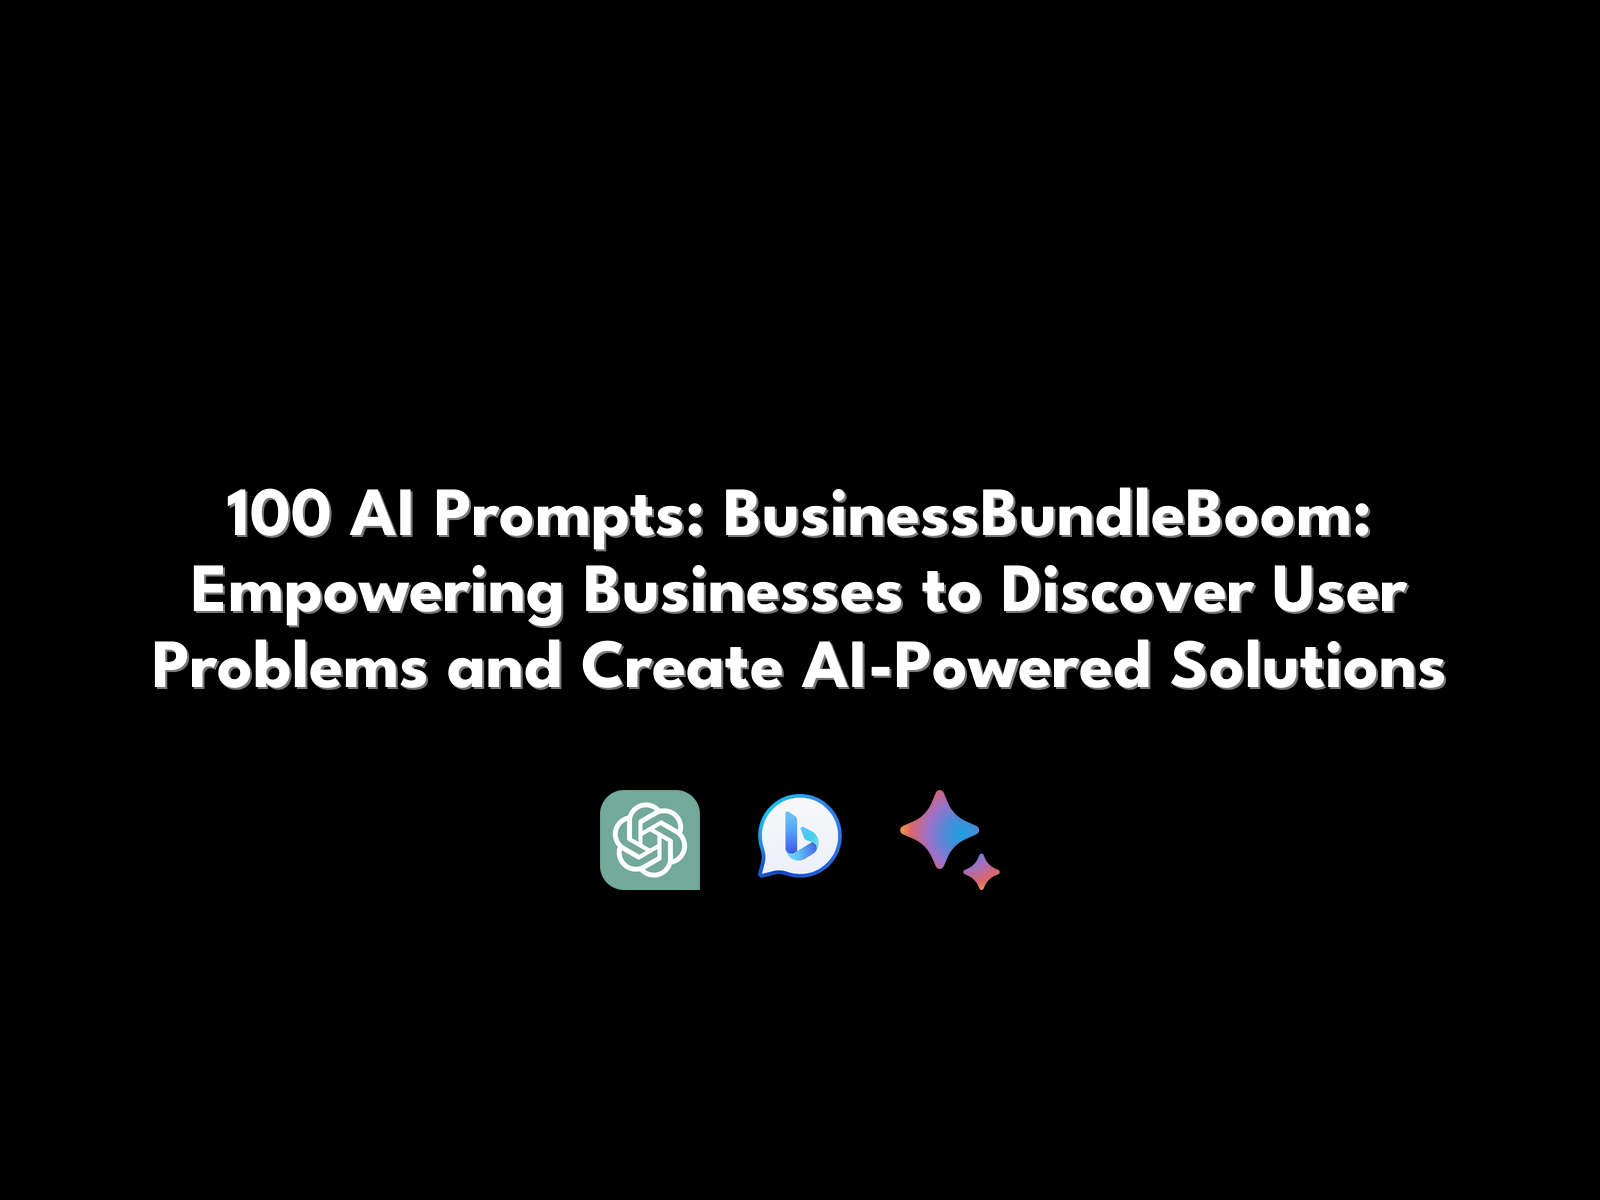 100 AI Prompts: BusinessBundleBoom:
Empowering Businesses to Discover User
Problems and Create AI-Powered Solutions